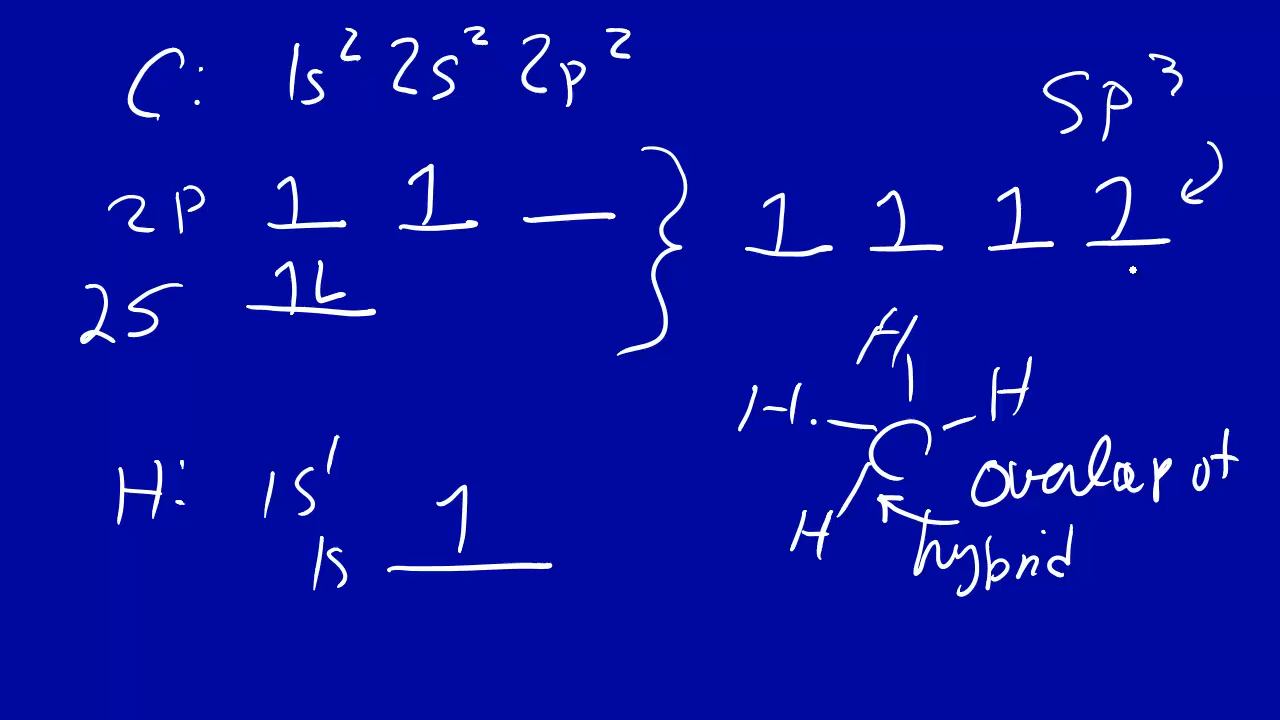 C: 1s² 2s² 2p²
sp³
2p 1 1
1 1 1 1
2s 1L
H
H. C H
H
overlap of
hybrid
H: 1s¹
1s 1